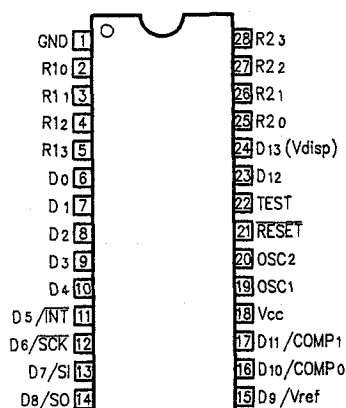 GND 1 28 R23
R10 2 27 R22
R11 3 26 R21
R12 4 25 R20
R13 5 24 D13 (Vdisp)
D0 6 23 D12
D1 7 22 TEST
D2 8 21 RESET
D3 9 20 OSC2
D4 10 19 OSC1
D5/INT 11 18 Vcc
D6/SCK 12 17 D11/COMP1
D7/SI 13 16 D10/COMP0
D8/SO 14 15 D9/Vref